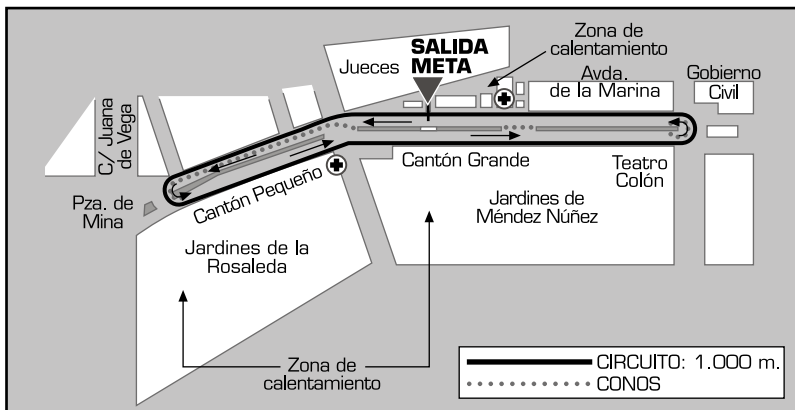 Zona de
calentamiento
SALIDA
META
Jueces
Avda.
de la Marina
Gobierno
Civil
C/ Juana
de Vega
Cantón Grande
Teatro
Colón
Cantón Pequeño
Pza. de
Mina
Jardines de
Méndez Núñez
Jardines de la
Rosaleda
Zona de
calentamiento
CIRCUITO: 1.000 m.
CONOS